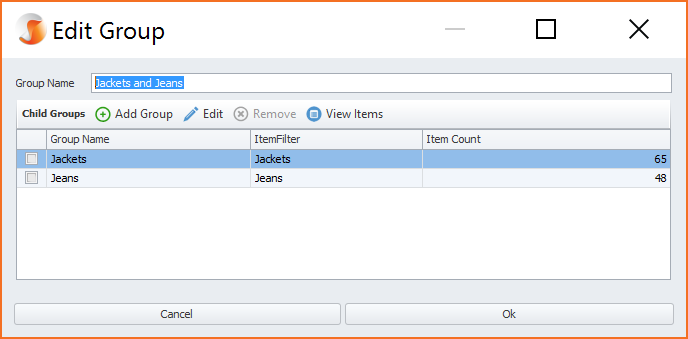 Edit Group
Group Name Jackets and Jeans
Child Groups Add Group Edit Remove View Items
Group Name ItemFilter Item Count
Jackets Jackets 65
Jeans Jeans 48
Cancel Ok